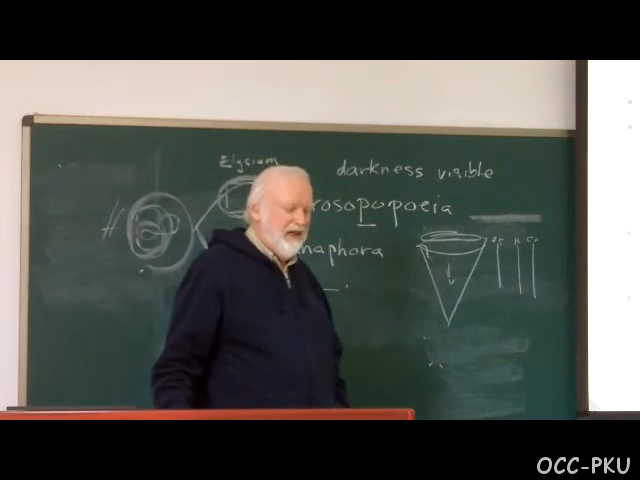 Elysium
darkness visible
rosopopoeia
naphora
OCC-PKU